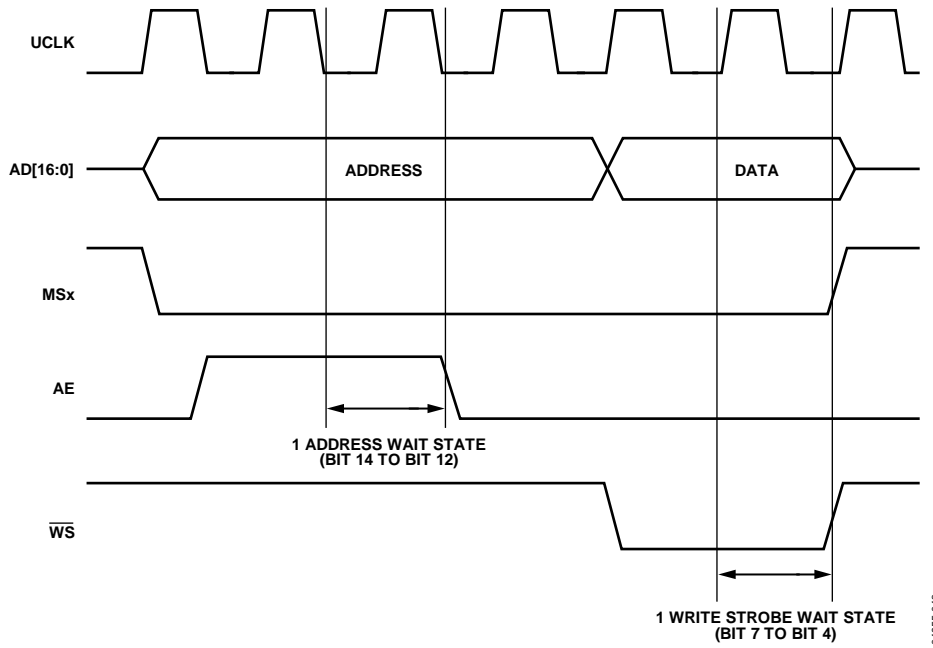 UCLK
AD[16:0]
ADDRESS
DATA
MSx
AE
1 ADDRESS WAIT STATE
(BIT 14 TO BIT 12)
WS
1 WRITE STROBE WAIT STATE
(BIT 7 TO BIT 4)